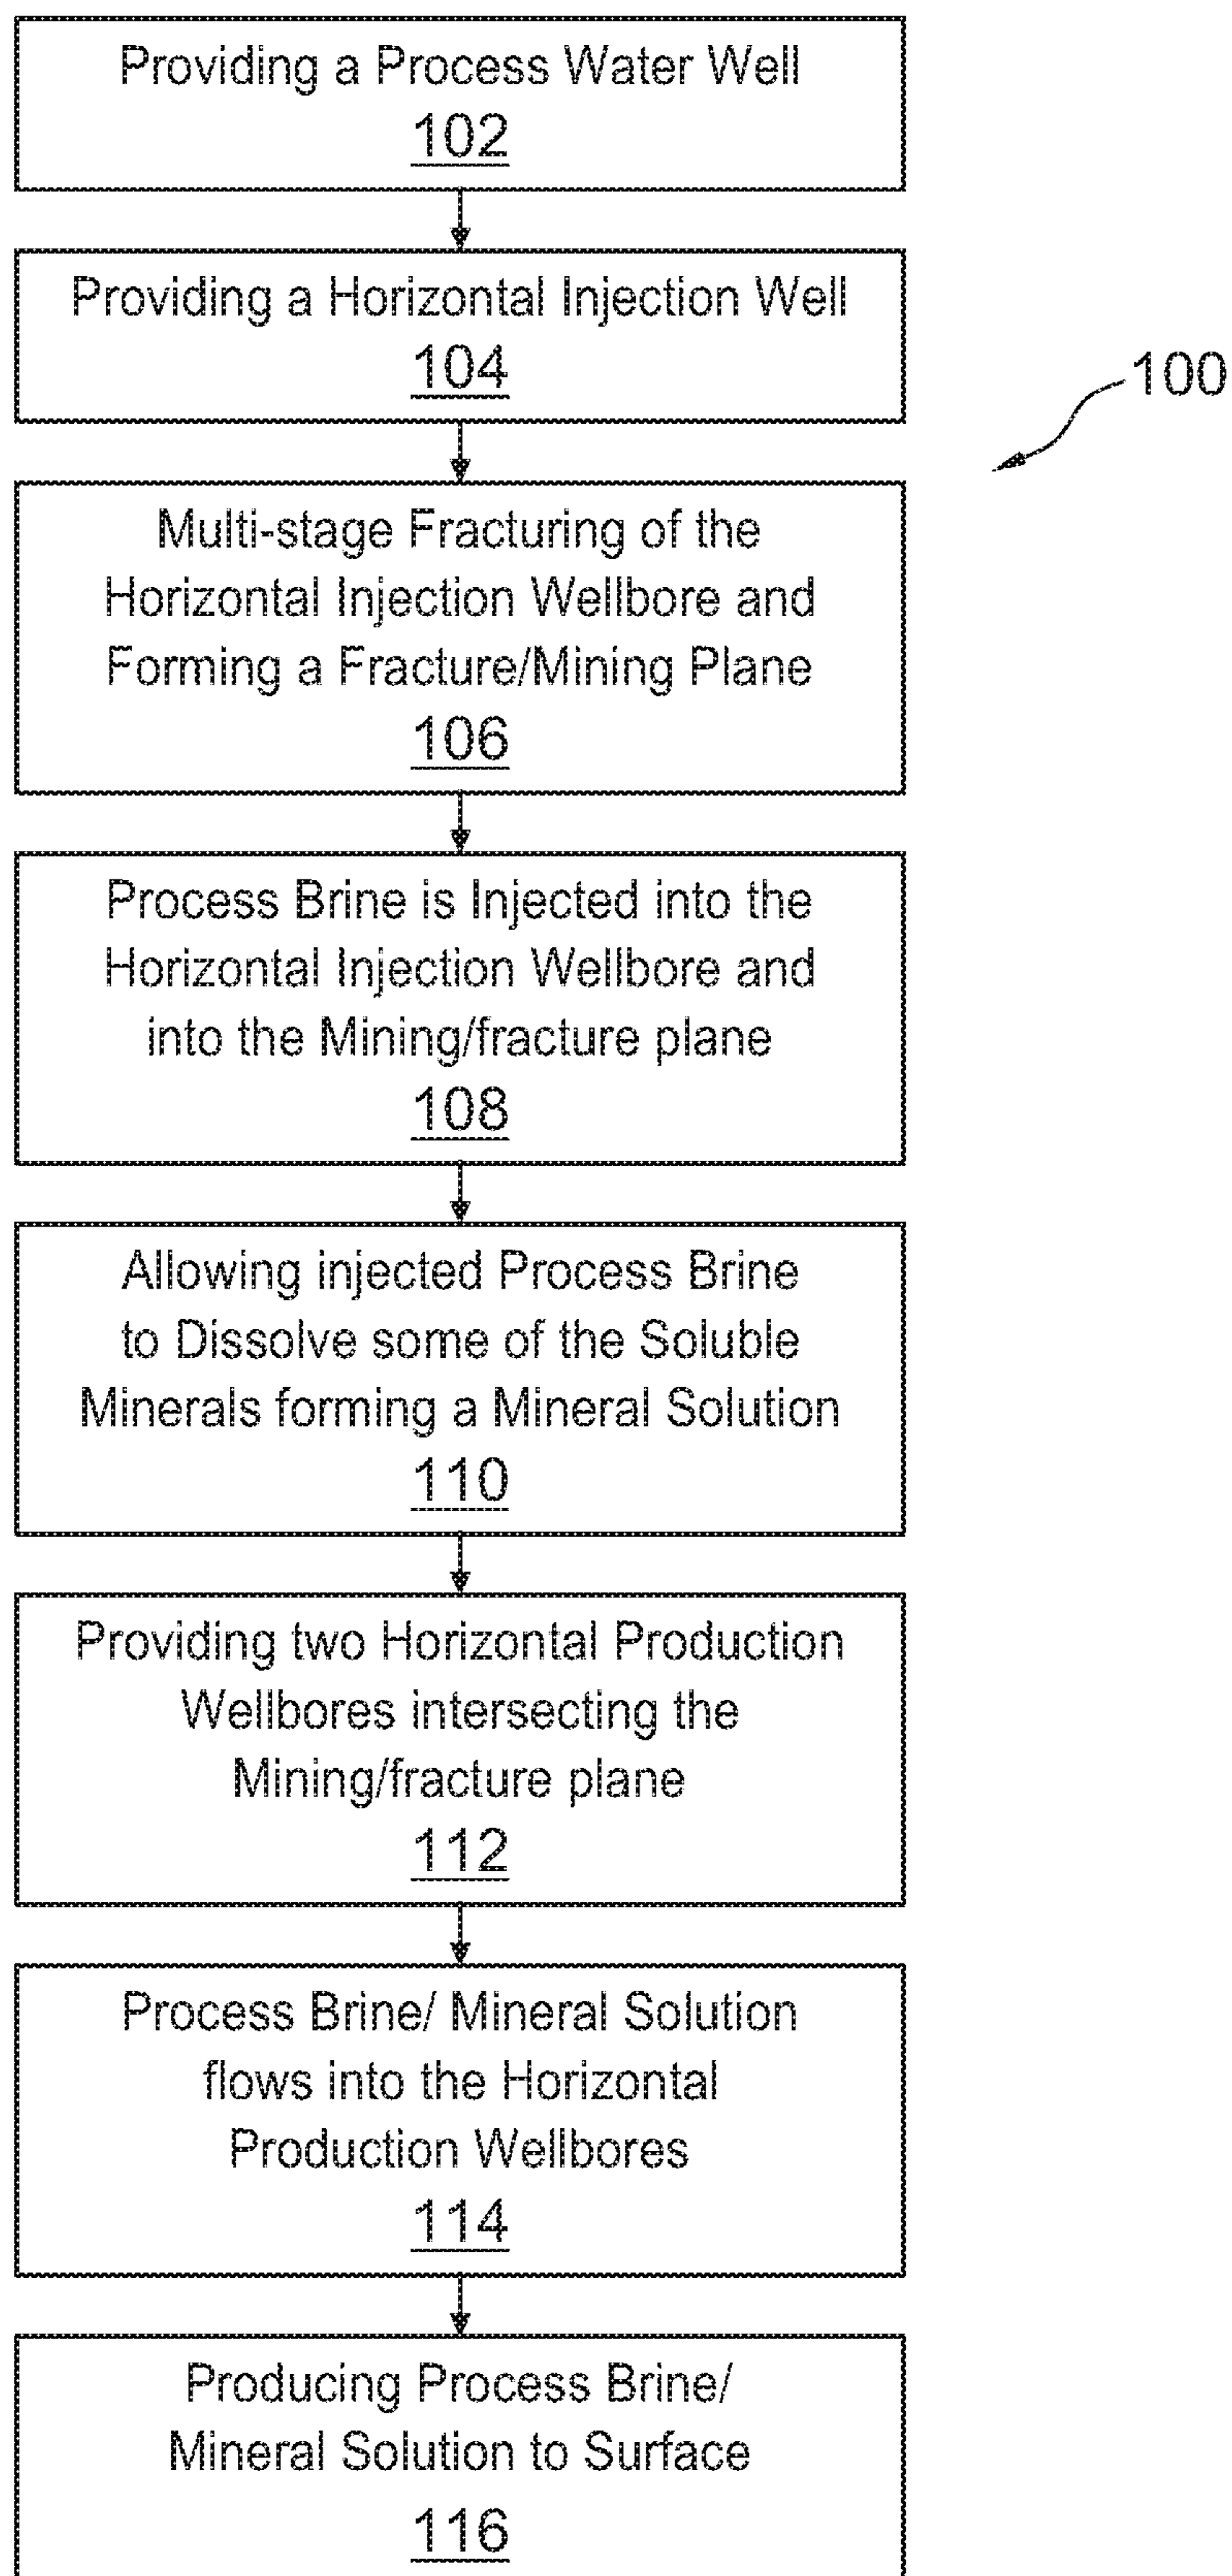 Providing a Process Water Well
102
Providing a Horizontal Injection Well
104
100
Multi-stage Fracturing of the
Horizontal Injection Wellbore and
Forming a Fracture/Mining Plane
106
Process Brine is Injected into the
Horizontal Injection Wellbore and
into the Mining/fracture plane
108
Allowing injected Process Brine
to Dissolve some of the Soluble
Minerals forming a Mineral Solution
110
Providing two Horizontal Production
Wellbores intersecting the
Mining/fracture plane
112
Process Brine/ Mineral Solution
flows into the Horizontal
Production Wellbores
114
Producing Process Brine/
Mineral Solution to Surface
116